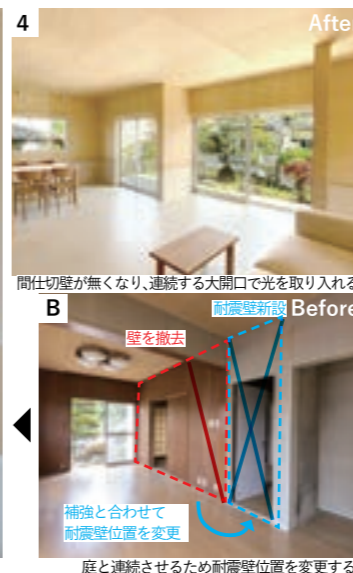 4
After
間仕切壁が無くなり、連続する大開口で光を取り入れる
B
耐震壁新設
Before
壁を撤去
補強と合わせて
耐震壁位置を変更
庭と連続させるため耐震壁位置を変更する